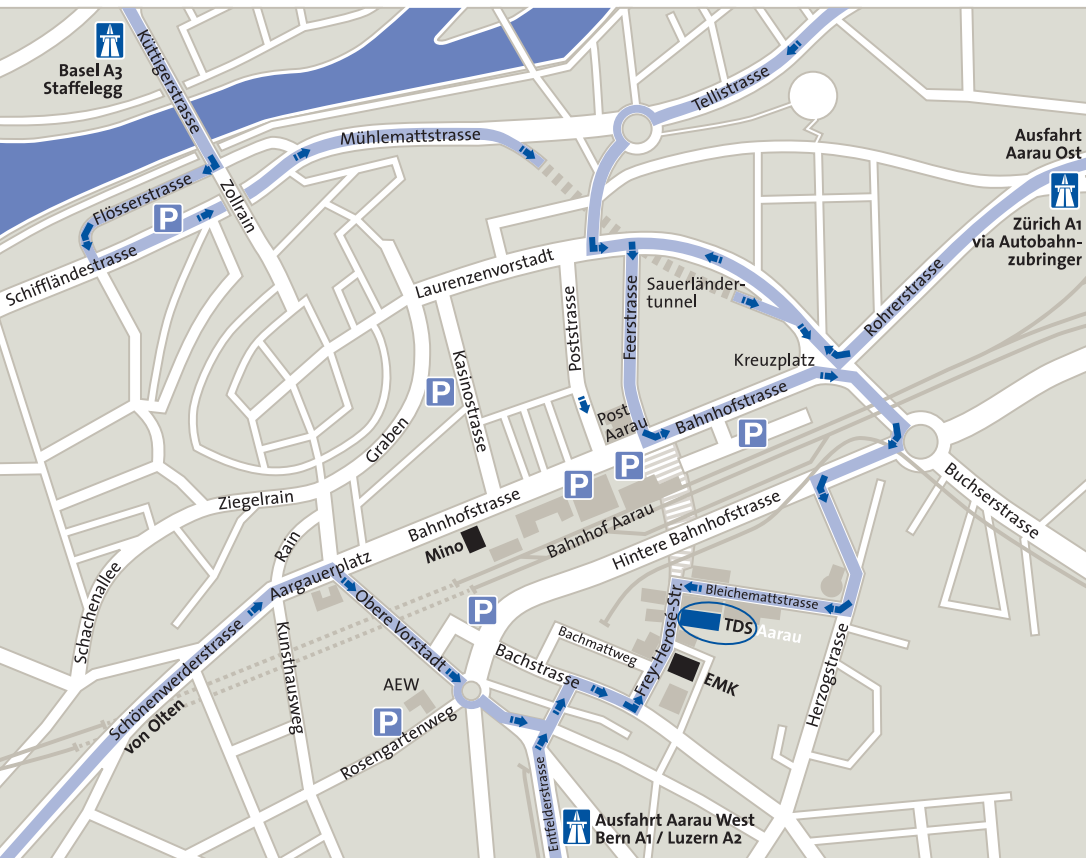 Küttigerstrasse
Basel A3
Staffelegg
Tellistrasse
Mühlemattstrasse
Ausfahrt
Aarau Ost
Flösserstrasse
P
Zollrain
Zürich A1
via Autobahn-
zubringer
Schiffländestrasse
Laurenzenvorstadt
Sauerländer-
tunnel
Rohrerstrasse
Poststrasse
Feerstrasse
Kreuzplatz
Kasinostrasse
P
Graben
Post
Aarau
Bahnhofstrasse
P
P
P
Ziegelrain
Bahnhofstrasse
Buchserstrasse
Rain
Mino
Bahnhof Aarau
Hintere Bahnhofstrasse
Aargauerplatz
Schachenallee
Obere Vorstadt
P
Bleichemattstrasse
TDS Aarau
Schönenwerderstrasse
von Olten
Kunsthausweg
Bachmattweg
Bachstrasse
Frey-Herosé-Str.
EMK
Herzogstrasse
AEW
P
Rosengartenweg
Entfelderstrasse
Ausfahrt Aarau West
Bern A1 / Luzern A2